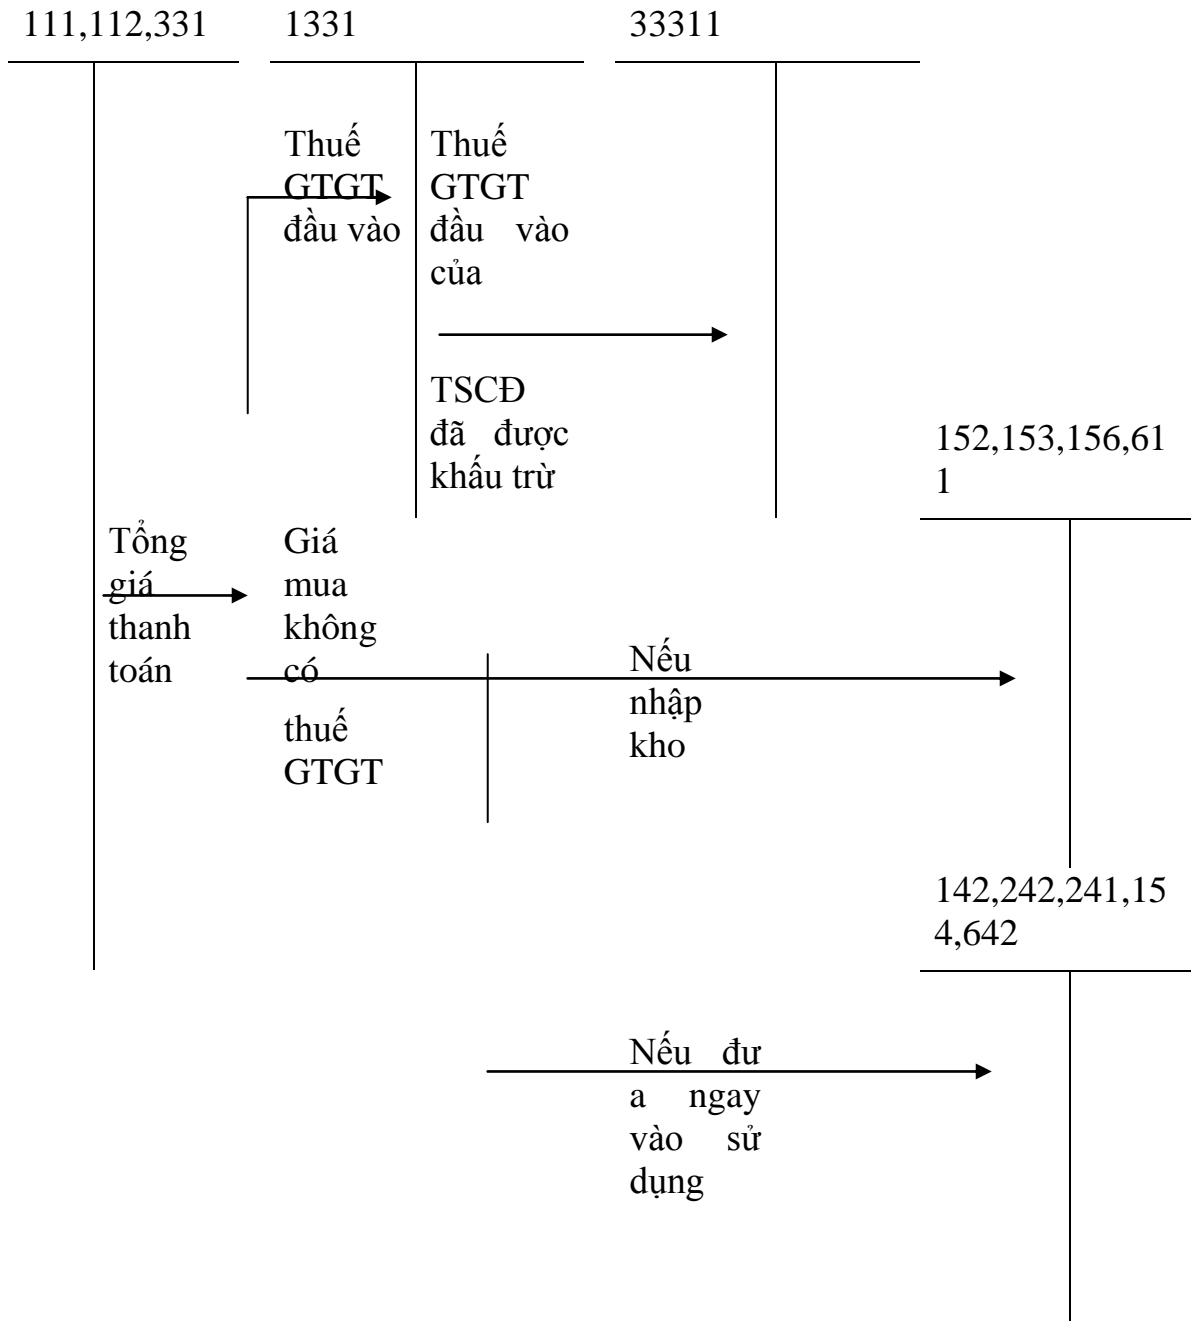 111,112,331
1331
33311
Thuế
GTGT
đầu vào
Thuế
GTGT
đầu vào
của
TSCĐ
đã được
khấu trừ
152,153,156,61
1
Tổng
giá
thanh
toán
Giá
mua
không
có
thuế
GTGT
Nếu
nhập
kho
142,242,241,15
4,642
Nếu đư
a ngay
vào sử
dụng